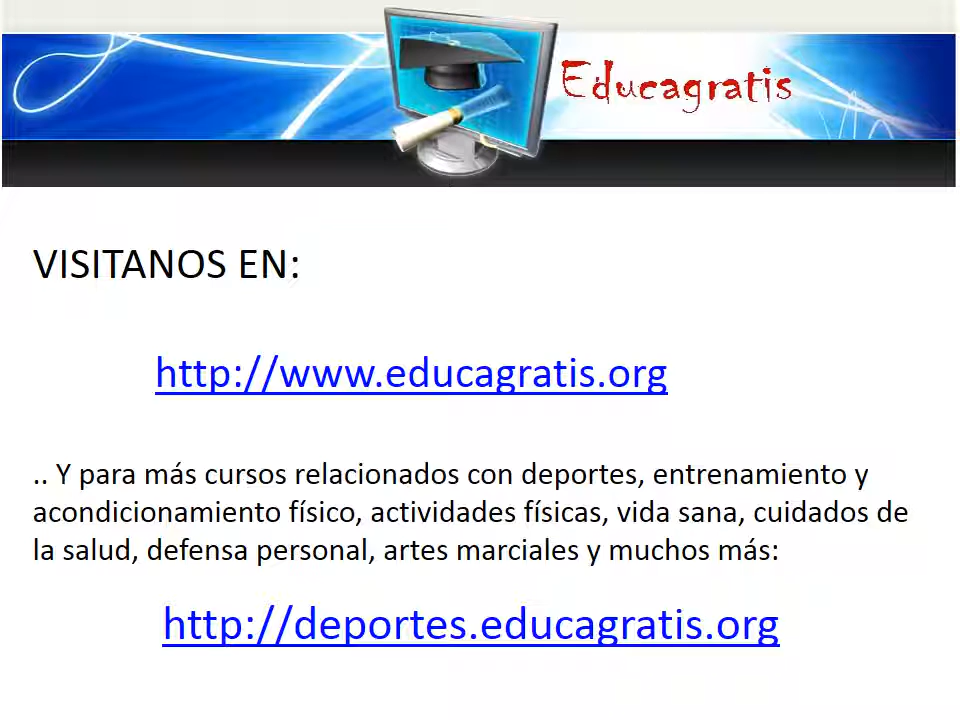 Educagratis
VISITANOS EN:
http://www.educagratis.org
.. Y para más cursos relacionados con deportes, entrenamiento y
acondicionamiento físico, actividades físicas, vida sana, cuidados de
la salud, defensa personal, artes marciales y muchos más:
http://deportes.educagratis.org